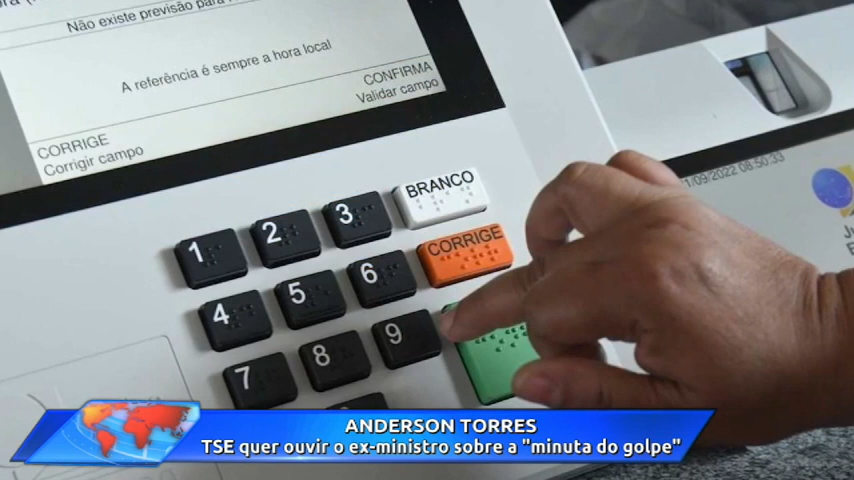 Não existe previsão para
A referência é sempre a hora local
CORRIGE
Corrigir campo
CONFIRMA
Validar campo
1/09/2022 08:50:33
1
2
3
BRANCO
4
5
6
CORRIGE
7
8
9
ANDERSON TORRES
TSE quer ouvir o ex-ministro sobre a "minuta do golpe"